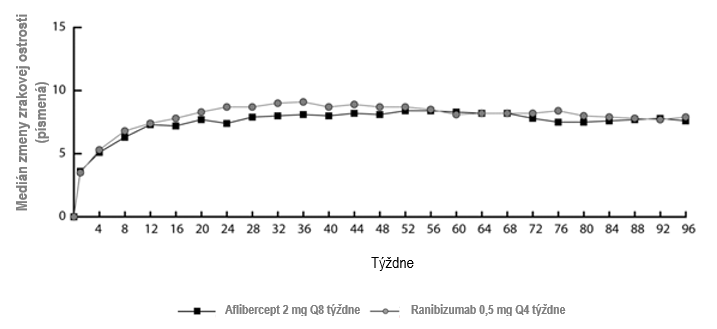 Medián zmeny zrakovej ostrosti
(písmená)
15
10
5
0
4 8 12 16 20 24 28 32 36 40 44 48 52 56 60 64 68 72 76 80 84 88 92 96
Týždne
Aflibercept 2 mg Q8 týždne Ranibizumab 0,5 mg Q4 týždne